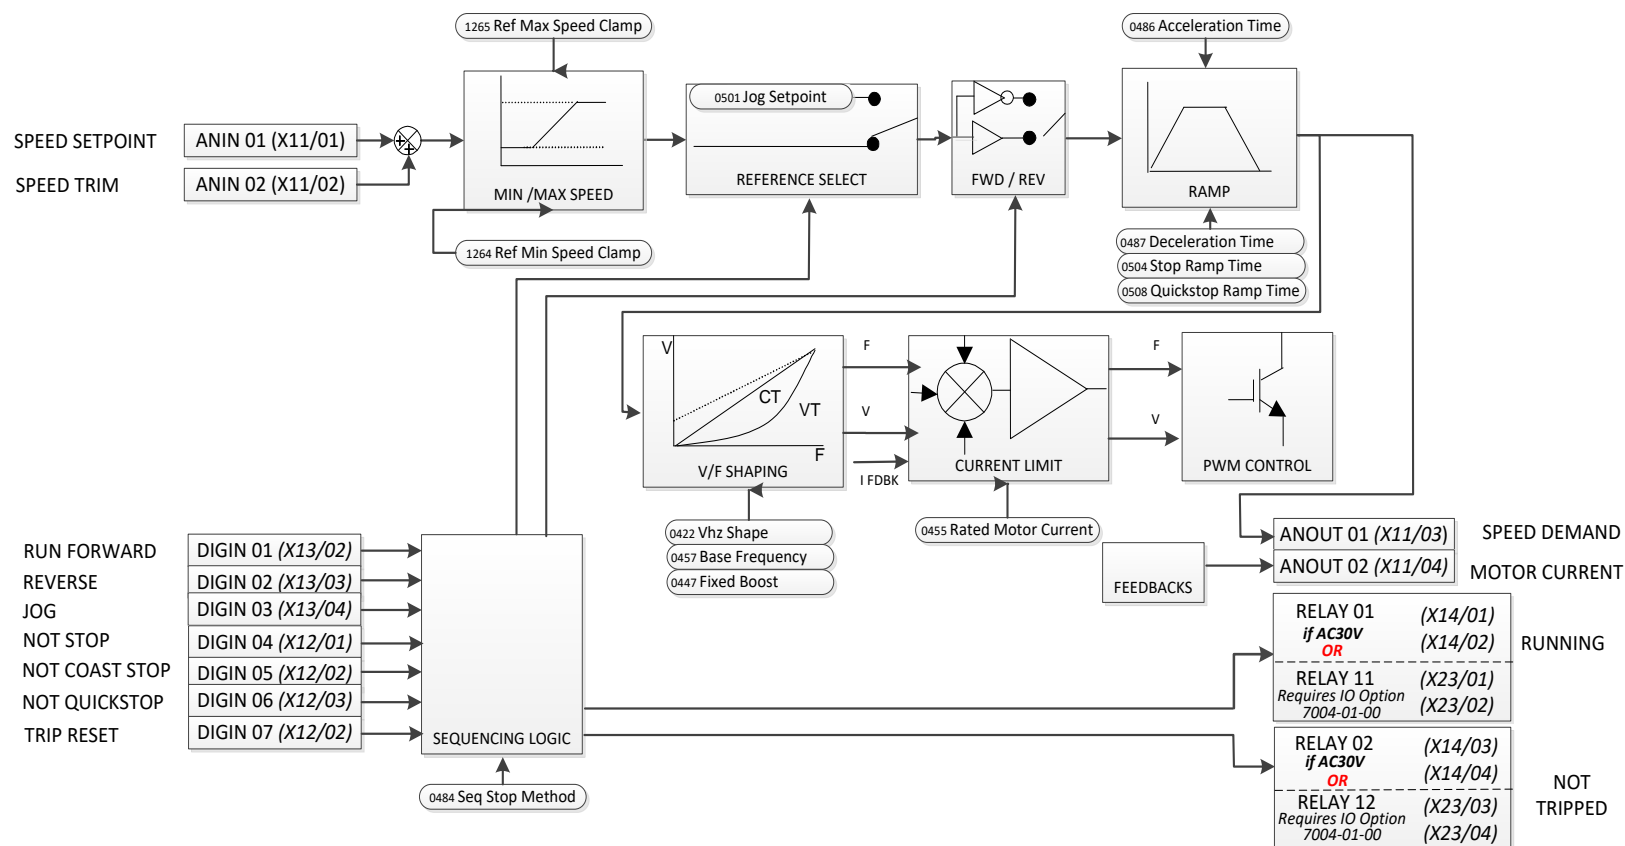 1265 Ref Max Speed Clamp
0486 Acceleration Time
0501 Jog Setpoint
SPEED SETPOINT
ANIN 01 (X11/01)
+
+
SPEED TRIM
ANIN 02 (X11/02)
MIN /MAX SPEED
REFERENCE SELECT
FWD / REV
RAMP
1264 Ref Min Speed Clamp
0487 Deceleration Time
0504 Stop Ramp Time
0508 Quickstop Ramp Time
V
CT
VT
F
V/F SHAPING
F
V
I FDBK
CURRENT LIMIT
F
V
PWM CONTROL
0422 Vhz Shape
0457 Base Frequency
0447 Fixed Boost
0455 Rated Motor Current
FEEDBACKS
ANOUT 01 (X11/03)
SPEED DEMAND
ANOUT 02 (X11/04)
MOTOR CURRENT
RUN FORWARD
DIGIN 01 (X13/02)
REVERSE
DIGIN 02 (X13/03)
JOG
DIGIN 03 (X13/04)
NOT STOP
DIGIN 04 (X12/01)
NOT COAST STOP
DIGIN 05 (X12/02)
NOT QUICKSTOP
DIGIN 06 (X12/03)
TRIP RESET
DIGIN 07 (X12/02)
SEQUENCING LOGIC
0484 Seq Stop Method
RELAY 01 (X14/01)
if AC30V (X14/02)
OR
RELAY 11 (X23/01)
Requires IO Option (X23/02)
7004-01-00
RUNNING
RELAY 02 (X14/03)
if AC30V (X14/04)
OR
RELAY 12 (X23/03)
Requires IO Option
7004-01-00 (X23/04)
NOT
TRIPPED